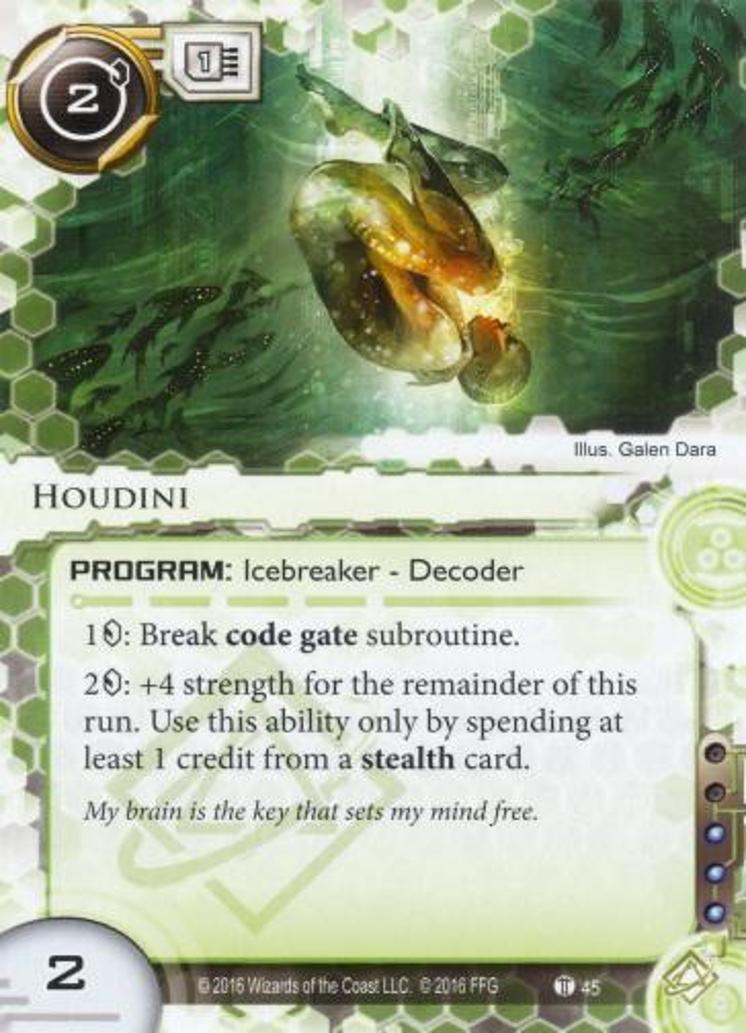 2
1
Illus. Galen Dara
HOUDINI
PROGRAM: Icebreaker - Decoder
1: Break code gate subroutine.
2: +4 strength for the remainder of this
run. Use this ability only by spending at
least 1 credit from a stealth card.
My brain is the key that sets my mind free.
2
© 2016 Wizards of the Coast LLC. © 2016 FFG
45